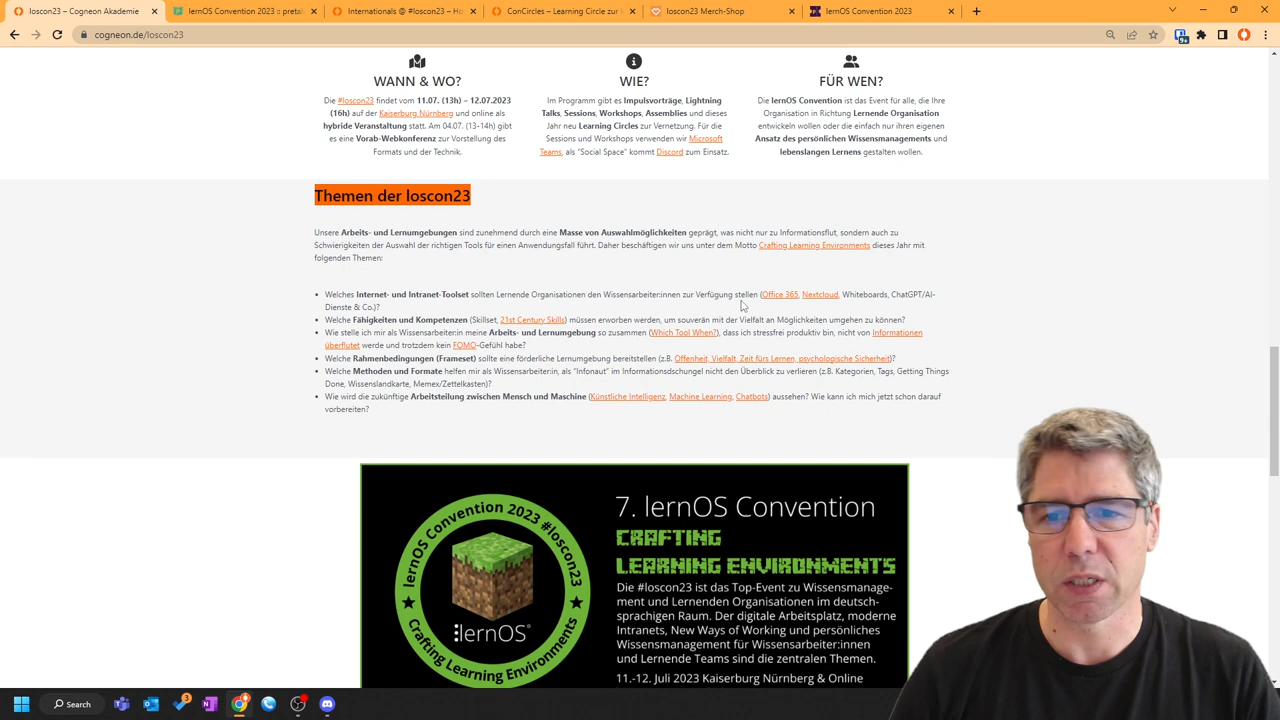 loscon23 – Cogneon Akademie
lernOS Convention 2023 :: pretal
Internationals @ #loscon23 – Ho
ConCircles – Learning Circle zur k
loscon23 Merch-Shop
lernOS Convention 2023
cogneon.de/loscon23
9+
WANN & WO?
Die #loscon23 findet vom 11.07. (13h) – 12.07.2023
(16h) auf der Kaiserburg Nürnberg und online als
hybride Veranstaltung statt. Am 04.07. (13-14h) gibt
es eine Vorab-Webkonferenz zur Vorstellung des
Formats und der Technik.
WIE?
Im Programm gibt es Impulsvorträge, Lightning
Talks, Sessions, Workshops, Assemblies und dieses
Jahr neu Learning Circles zur Vernetzung. Für die
Sessions und Workshops verwenden wir Microsoft
Teams, als "Social Space" kommt Discord zum Einsatz.
FÜR WEN?
Die lernOS Convention ist das Event für alle, die Ihre
Organisation in Richtung Lernende Organisation
entwickeln wollen oder die einfach nur ihren eigenen
Ansatz des persönlichen Wissensmanagements und
lebenslangen Lernens gestalten wollen.
Themen der loscon23
Unsere Arbeits- und Lernumgebungen sind zunehmend durch eine Masse von Auswahlmöglichkeiten geprägt, was nicht nur zu Informationsflut, sondern auch zu
Schwierigkeiten der Auswahl der richtigen Tools für einen Anwendungsfall führt. Daher beschäftigen wir uns unter dem Motto Crafting Learning Environments dieses Jahr mit
folgenden Themen:
• Welches Internet- und Intranet-Toolset sollten Lernende Organisationen den Wissensarbeiter:innen zur Verfügung stellen (Office 365, Nextcloud, Whiteboards, ChatGPT/AI-
Dienste & Co.)?
• Welche Fähigkeiten und Kompetenzen (Skillset, 21st Century Skills) müssen erworben werden, um souverän mit der Vielfalt an Möglichkeiten umgehen zu können?
• Wie stelle ich mir als Wissensarbeiter:in meine Arbeits- und Lernumgebung so zusammen (Which Tool When?), dass ich stressfrei produktiv bin, nicht von Informationen
überflutet werde und trotzdem kein FOMO-Gefühl habe?
• Welche Rahmenbedingungen (Frameset) sollte eine förderliche Lernumgebung bereitstellen (z.B. Offenheit, Vielfalt, Zeit fürs Lernen, psychologische Sicherheit)?
• Welche Methoden und Formate helfen mir als Wissensarbeiter:in, als "Infonaut" im Informationsdschungel nicht den Überblick zu verlieren (z.B. Kategorien, Tags, Getting Things
Done, Wissenslandkarte, Memex/Zettelkasten)?
• Wie wird die zukünftige Arbeitsteilung zwischen Mensch und Maschine (Künstliche Intelligenz, Machine Learning, Chatbots) aussehen? Wie kann ich mich jetzt schon darauf
vorbereiten?
lernOS Convention 2023 #loscon23
lernOS®
Crafting Learning Environments
7. lernOS Convention
CRAFTING
LEARNING ENVIRONMENTS
Die #loscon23 ist das Top-Event zu Wissensmanage-
ment und Lernenden Organisationen im deutsch-
sprachigen Raum. Der digitale Arbeitsplatz, moderne
Intranets, New Ways of Working und persönliches
Wissensmanagement für Wissensarbeiter:innen
und Lernende Teams sind die zentralen Themen.
11.-12. Juli 2023 Kaiserburg Nürnberg & Online
Search
3